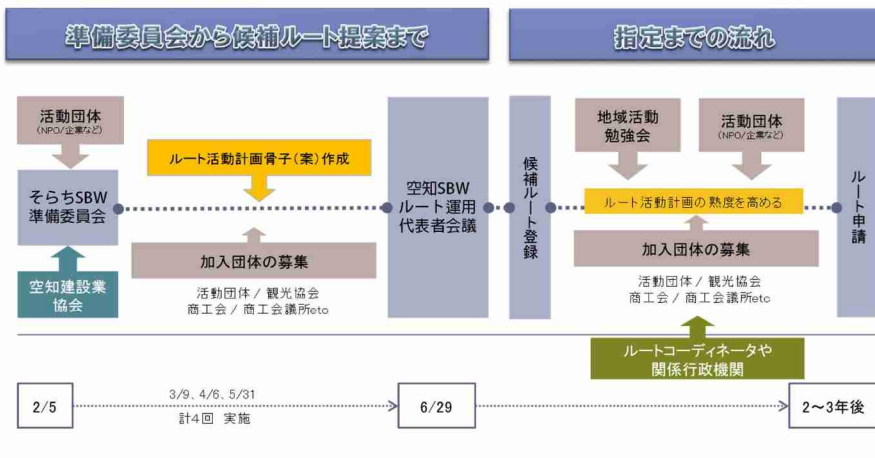 準備委員会から候補ルート提案まで
指定までの流れ
活動団体
(NPO/企業など)
そらちSBW
準備委員会
空知建設業
協会
ルート活動計画骨子(案)作成
加入団体の募集
活動団体 / 観光協会
商工会 / 商工会議所etc
空知SBW
ルート運用
代表者会議
候補ルート登録
地域活動
勉強会
活動団体
(NPO/企業など)
ルート活動計画の熟度を高める
加入団体の募集
活動団体 / 観光協会
商工会 / 商工会議所etc
ルートコーディネータや
関係行政機関
ルート申請
2/5
3/9、4/6、5/31
計4回 実施
6/29
2~3年後